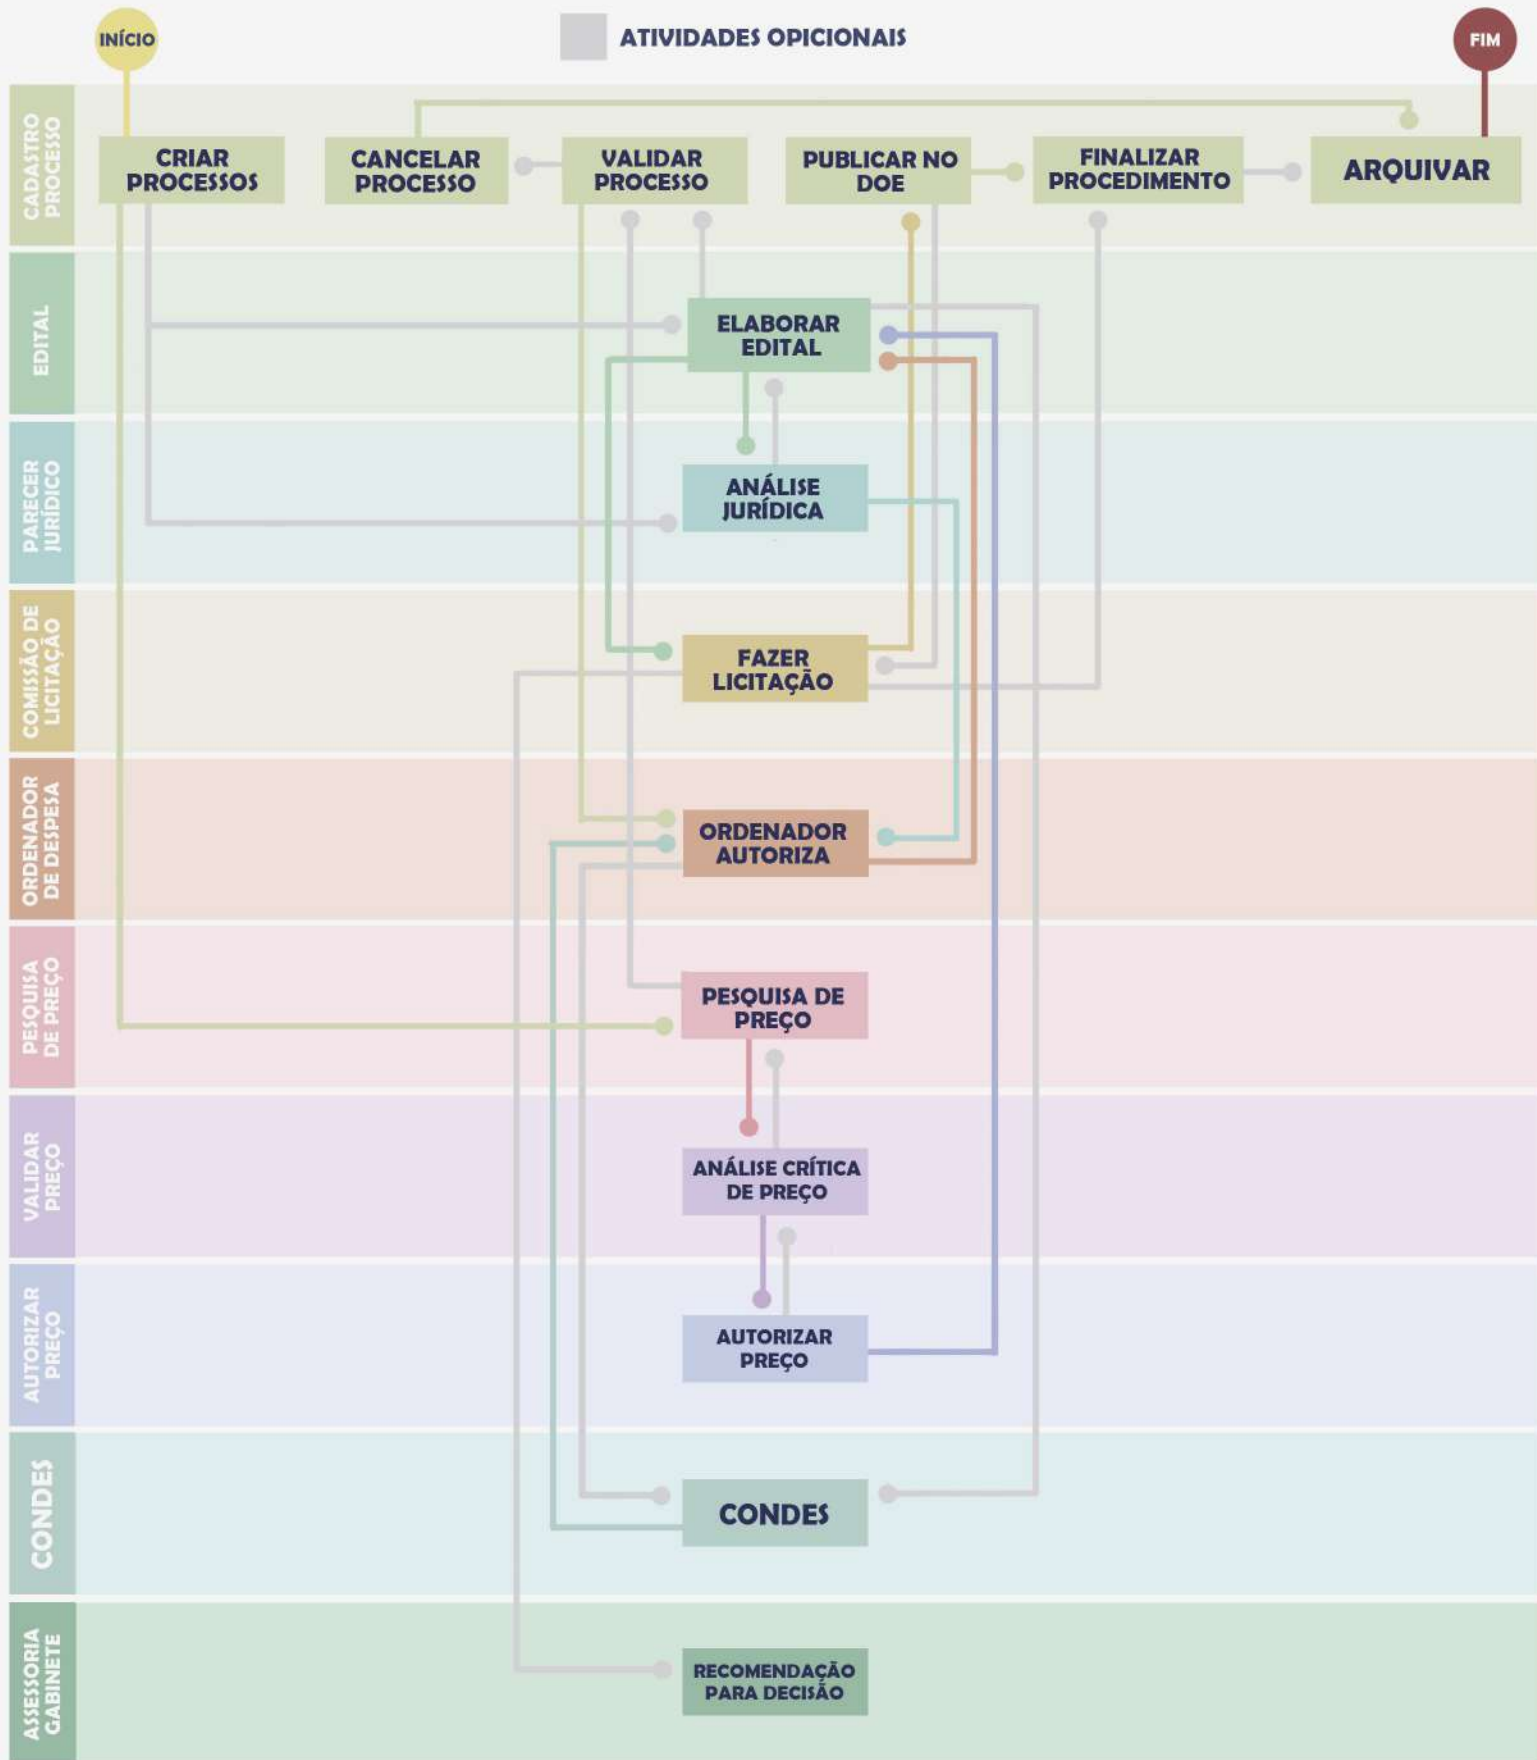 INÍCIO
ATIVIDADES OPICIONAIS
FIM
CADASTRO
PROCESSO
CRIAR
PROCESSOS
CANCELAR
PROCESSO
VALIDAR
PROCESSO
PUBLICAR NO
DOE
FINALIZAR
PROCEDIMENTO
ARQUIVAR
EDITAL
ELABORAR
EDITAL
PARECER
JURÍDICO
ANÁLISE
JURÍDICA
COMISSÃO DE
LICITAÇÃO
FAZER
LICITAÇÃO
ORDENADOR
DE DESPESA
ORDENADOR
AUTORIZA
PESQUISA
DE PREÇO
PESQUISA DE
PREÇO
VALIDAR
PREÇO
ANÁLISE CRÍTICA
DE PREÇO
AUTORIZAR
PREÇO
AUTORIZAR
PREÇO
CONDES
CONDES
ASSESSORIA
GABINETE
RECOMENDAÇÃO
PARA DECISÃO